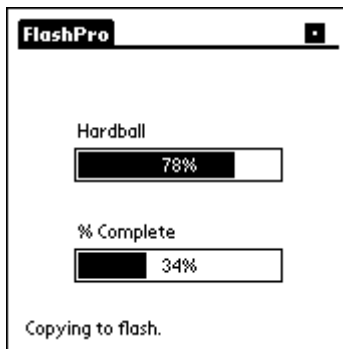 FlashPro
Hardball
78%
% Complete
34%
Copying to flash.